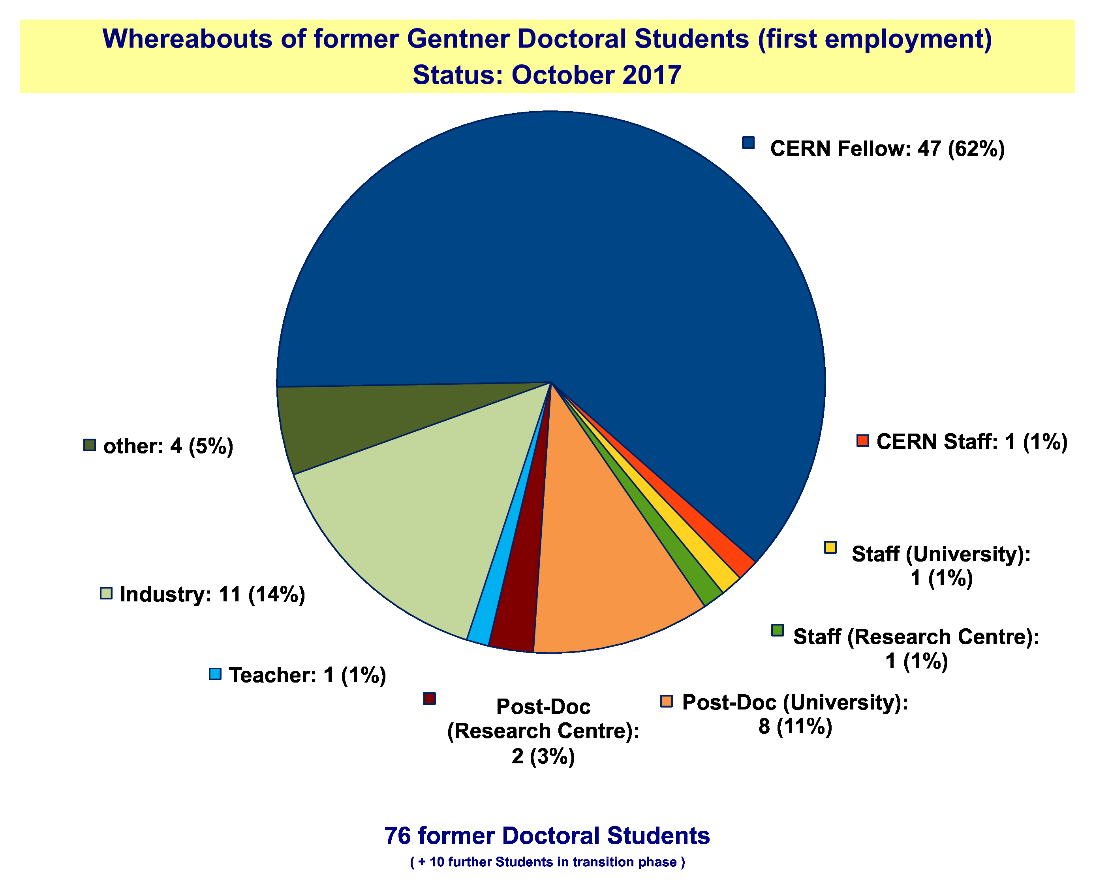 Whereabouts of former Gentner Doctoral Students (first employment)
Status: October 2017
CERN Fellow: 47 (62%)
other: 4 (5%)
CERN Staff: 1 (1%)
Staff (University):
1 (1%)
Industry: 11 (14%)
Staff (Research Centre):
1 (1%)
Teacher: 1 (1%)
Post-Doc
(Research Centre):
2 (3%)
Post-Doc (University):
8 (11%)
76 former Doctoral Students
( + 10 further Students in transition phase )